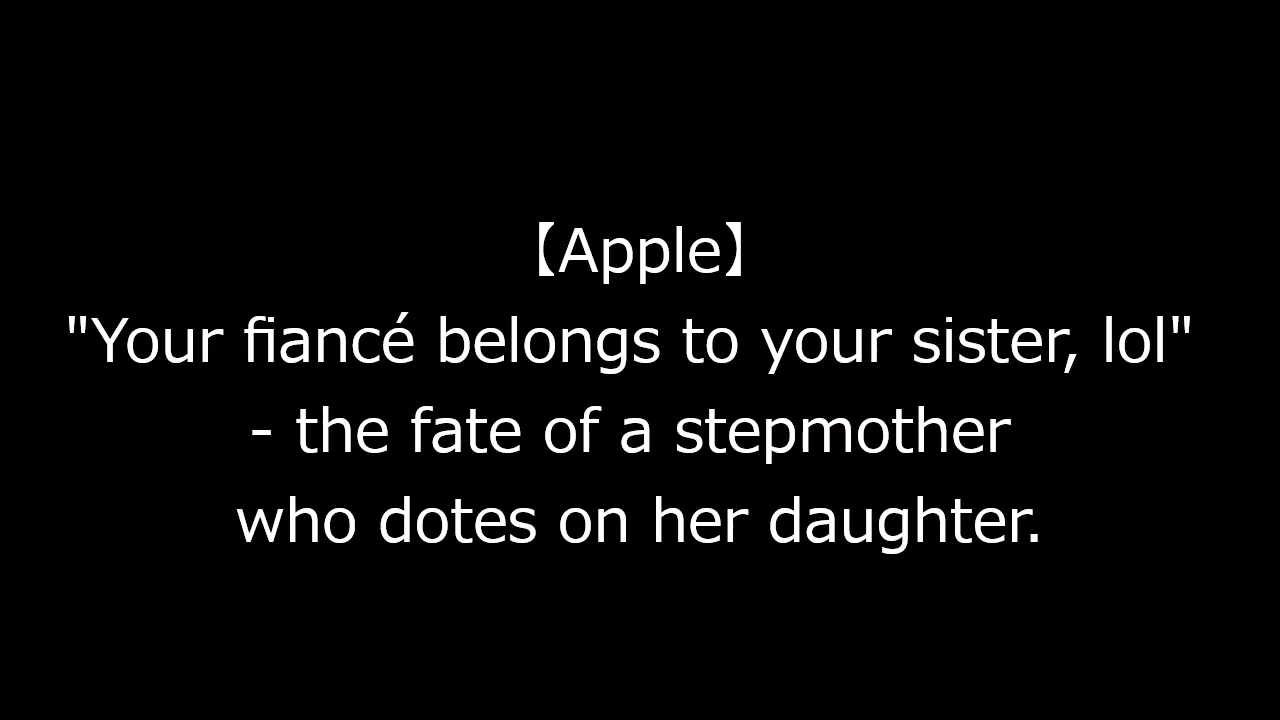 【Apple】
"Your fiancé belongs to your sister, lol"
- the fate of a stepmother
who dotes on her daughter.